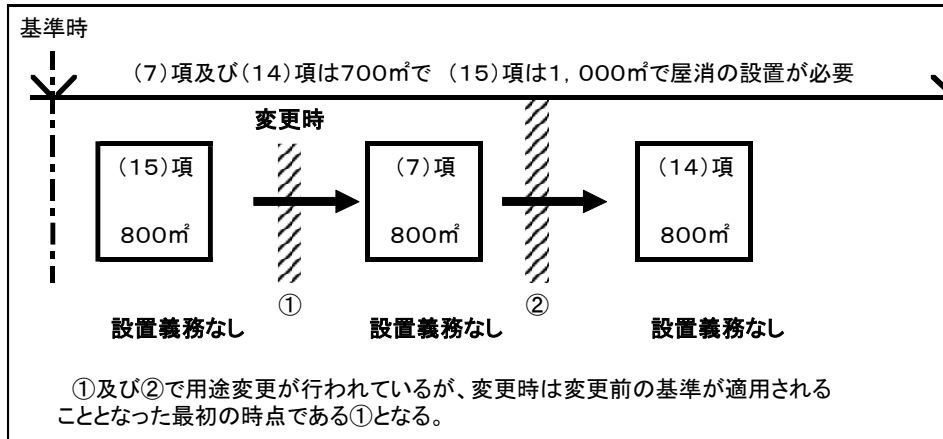 基準時
(7)項及び(14)項は700㎡で (15)項は1,000㎡で屋消の設置が必要
変更時
(15)項 (7)項 (14)項
800㎡ 800㎡ 800㎡
① ②
設置義務なし 設置義務なし 設置義務なし
①及び②で用途変更が行われているが、変更時は変更前の基準が適用される
こととなった最初の時点である①となる。